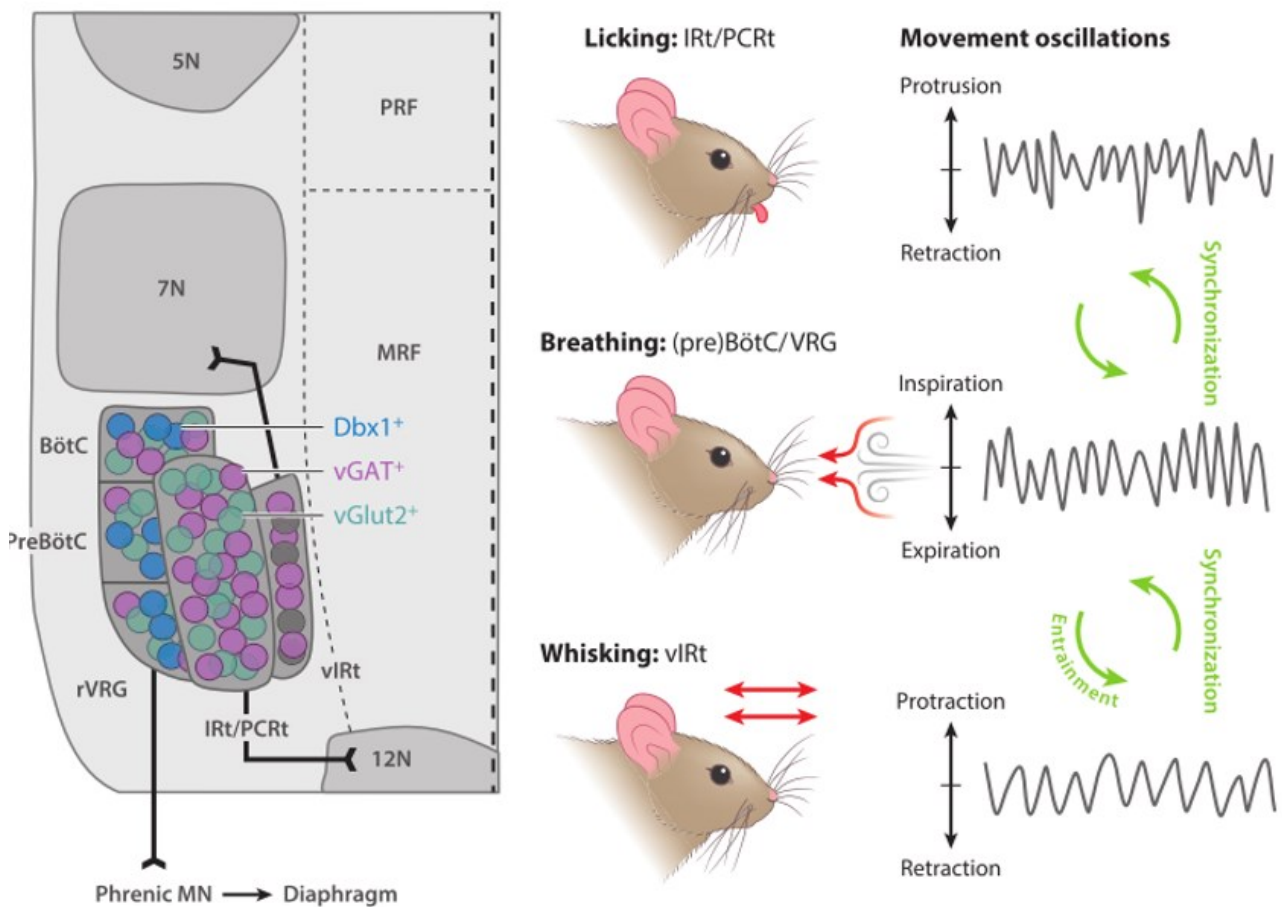 5N
PRF
7N
MRF
BötC
PreBötC
rVRG
Dbx1⁺
vGAT⁺
vGlut2⁺
vIRt
IRt/PCRt
12N
Phrenic MN
Diaphragm
Licking: IRt/PCRt
Breathing: (pre)BötC/VRG
Whisking: vIRt
Movement oscillations
Protrusion
Retraction
Synchronization
Inspiration
Expiration
Entrainment
Synchronization
Protraction
Retraction